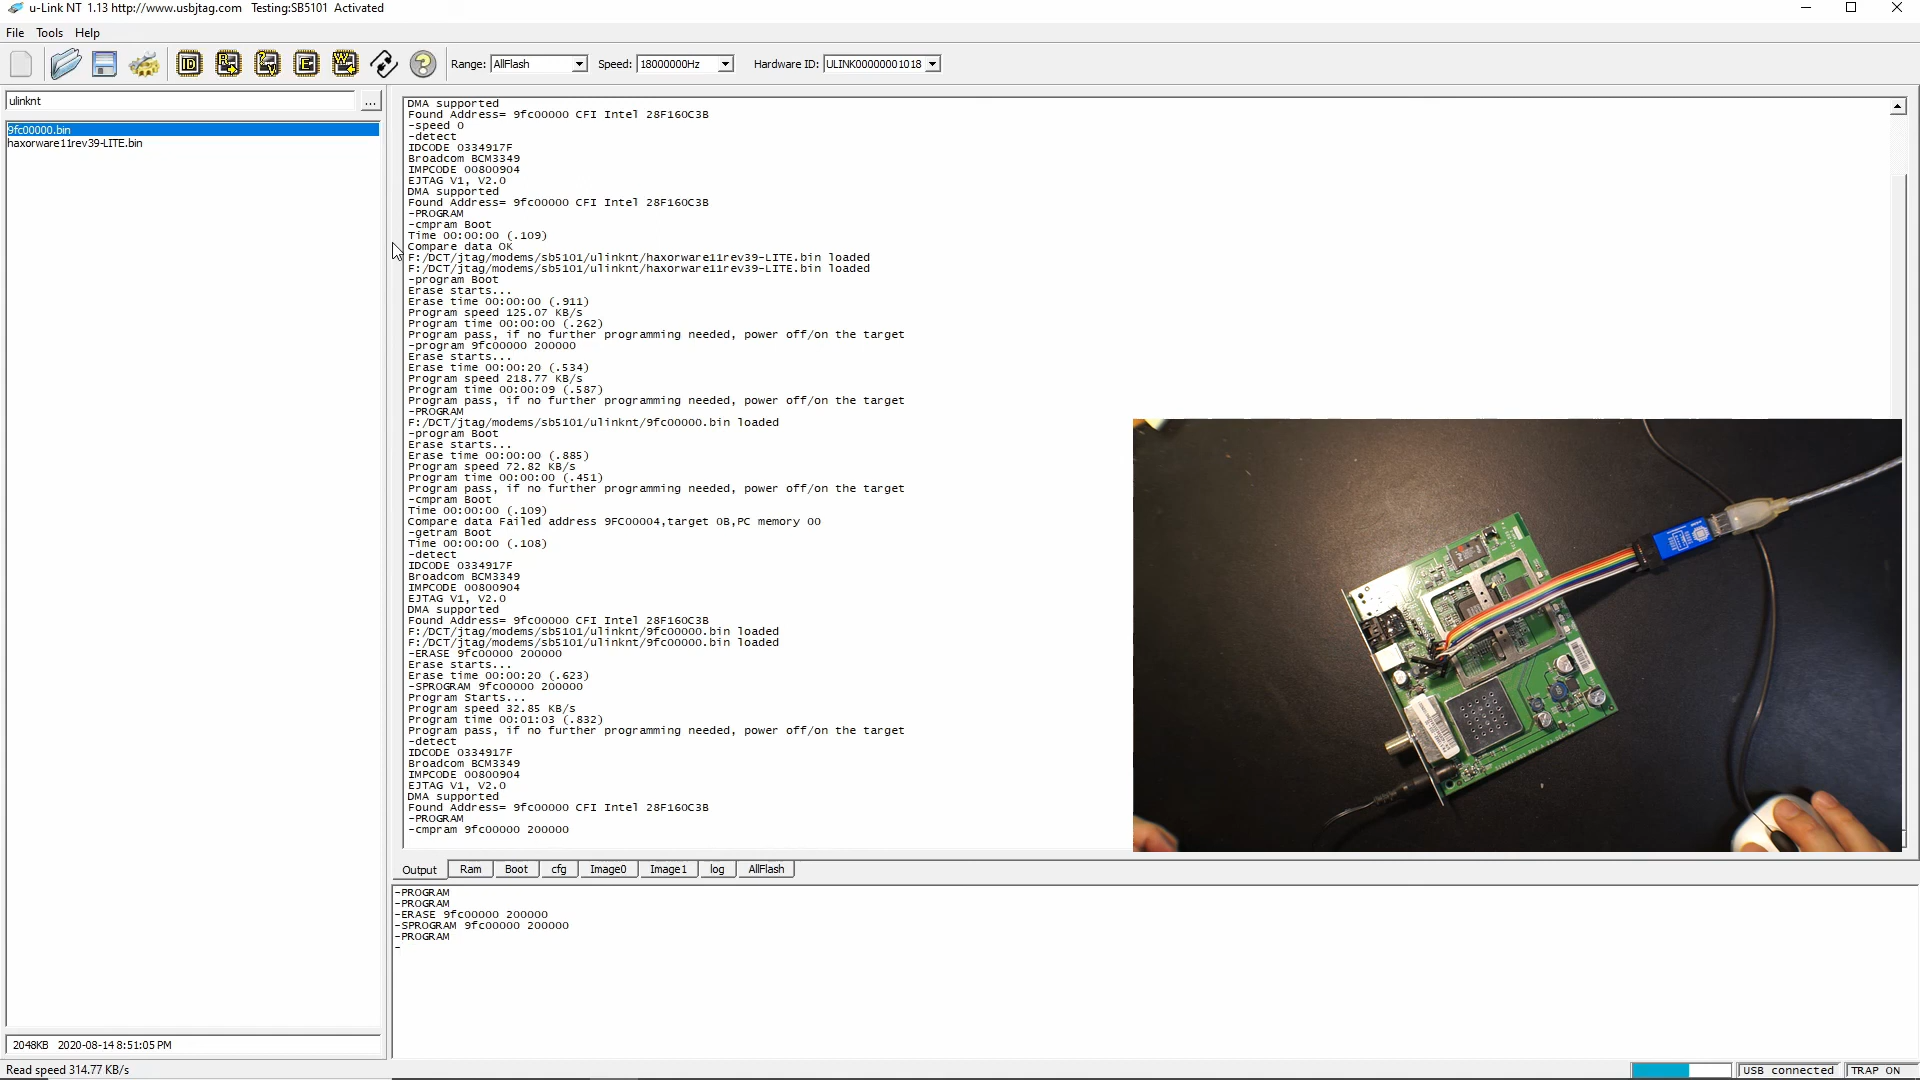 u-Link NT 1.13 http://www.usbjtag.com Testing:SB5101 Activated
File Tools Help
ID R ?V E W Range: AllFlash Speed: 18000000Hz Hardware ID: ULINK00000001018
ulinknt ...
9fc00000.bin
haxorware11rev39-LITE.bin
DMA supported
Found Address= 9fc00000 CFI Intel 28F160C3B
-speed 0
-detect
IDCODE 0334917F
Broadcom BCM3349
IMPCODE 00800904
EJTAG V1, V2.0
DMA supported
Found Address= 9fc00000 CFI Intel 28F160C3B
-PROGRAM
-cmpram Boot
Time 00:00:00 (.109)
Compare data OK
F:/DCT/jtag/modems/sb5101/ulinknt/haxorware11rev39-LITE.bin loaded
F:/DCT/jtag/modems/sb5101/ulinknt/haxorware11rev39-LITE.bin loaded
-program Boot
Erase starts...
Erase time 00:00:00 (.911)
Program speed 125.07 KB/s
Program time 00:00:00 (.262)
Program pass, if no further programming needed, power off/on the target
-program 9fc00000 200000
Erase starts...
Erase time 00:00:20 (.534)
Program speed 218.77 KB/s
Program time 00:00:09 (.587)
Program pass, if no further programming needed, power off/on the target
-PROGRAM
F:/DCT/jtag/modems/sb5101/ulinknt/9fc00000.bin loaded
-program Boot
Erase starts...
Erase time 00:00:00 (.885)
Program speed 72.82 KB/s
Program time 00:00:00 (.451)
Program pass, if no further programming needed, power off/on the target
-cmpram Boot
Time 00:00:00 (.109)
Compare data Failed address 9FC00004,target 0B,PC memory 00
-getram Boot
Time 00:00:00 (.108)
-detect
IDCODE 0334917F
Broadcom BCM3349
IMPCODE 00800904
EJTAG V1, V2.0
DMA supported
Found Address= 9fc00000 CFI Intel 28F160C3B
F:/DCT/jtag/modems/sb5101/ulinknt/9fc00000.bin loaded
F:/DCT/jtag/modems/sb5101/ulinknt/9fc00000.bin loaded
-ERASE 9fc00000 200000
Erase starts...
Erase time 00:00:20 (.623)
-SPROGRAM 9fc00000 200000
Program Starts...
Program speed 32.85 KB/s
Program time 00:01:03 (.832)
Program pass, if no further programming needed, power off/on the target
-detect
IDCODE 0334917F
Broadcom BCM3349
IMPCODE 00800904
EJTAG V1, V2.0
DMA supported
Found Address= 9fc00000 CFI Intel 28F160C3B
-PROGRAM
-cmpram 9fc00000 200000
Output Ram Boot cfg Image0 Image1 log AllFlash
-PROGRAM
-PROGRAM
-ERASE 9fc00000 200000
-SPROGRAM 9fc00000 200000
-PROGRAM
-
2048KB 2020-08-14 8:51:05 PM
Read speed 314.77 KB/s USB connected TRAP ON